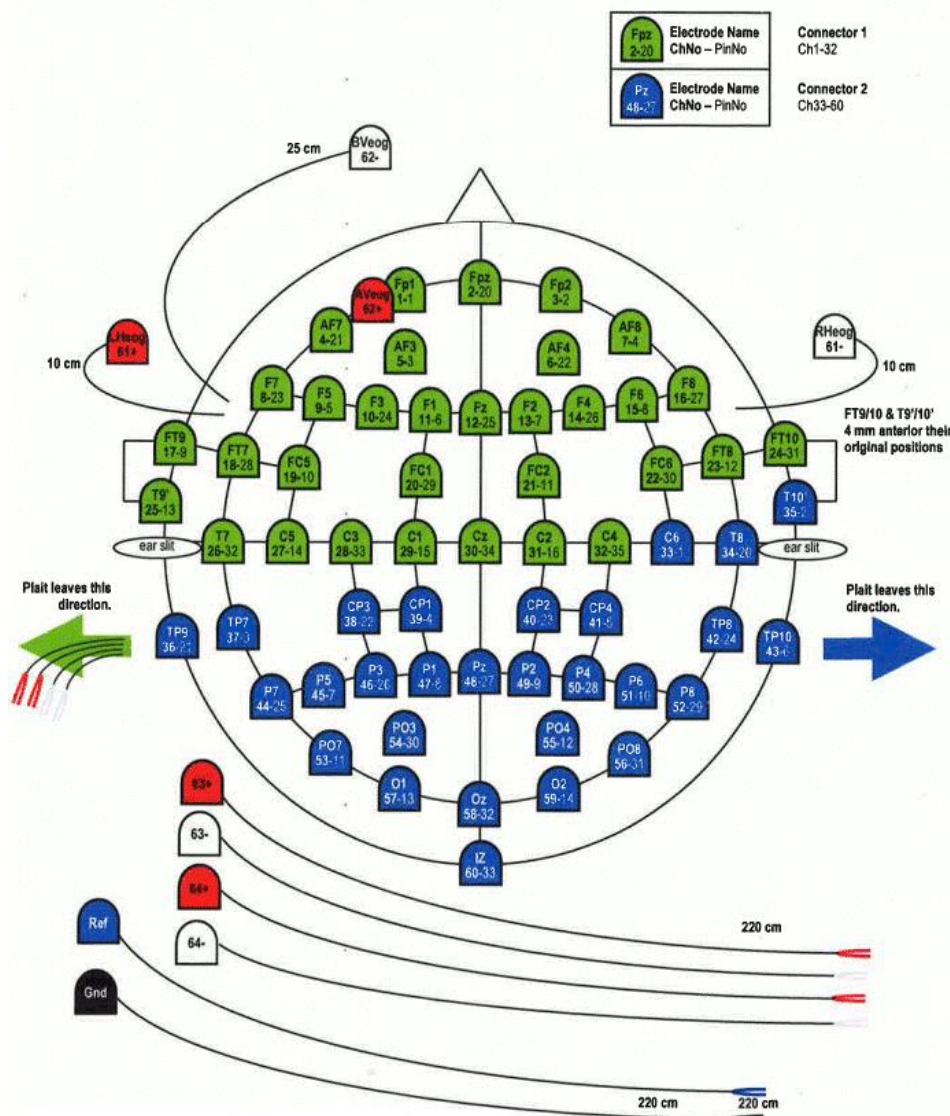 Fpz
2-20
Electrode Name
ChNo – PinNo
Connector 1
Ch1-32
Pz
48-27
Electrode Name
ChNo – PinNo
Connector 2
Ch33-60
25 cm
BVeog
62-
Fp1
1-1
Fpz
2-20
Fp2
3-2
AVeog
62+
AF7
4-21
AF3
5-3
AF4
6-22
AF8
7-4
LHeog
61+
10 cm
RHeog
61-
10 cm
F7
8-23
F5
9-5
F3
10-24
F1
11-6
Fz
12-25
F2
13-7
F4
14-26
F6
15-8
F8
16-27
FT9/10 & T9'/10'
4 mm anterior their
original positions
FT9
17-9
FT7
18-28
FC5
19-10
FC1
20-29
FC2
21-11
FC6
22-30
FT8
23-12
FT10
24-31
T9'
25-13
T10'
35-2
ear slit
T7
26-32
C5
27-14
C3
28-33
C1
29-15
Cz
30-34
C2
31-16
C4
32-35
C6
33-1
T8
34-20
ear slit
Plait leaves this
direction.
Plait leaves this
direction.
TP9
36-21
TP7
37-3
CP3
38-22
CP1
39-4
CP2
40-23
CP4
41-5
TP8
42-24
TP10
43-6
P7
44-25
P5
45-7
P3
46-26
P1
47-8
Pz
48-27
P2
49-9
P4
50-28
P6
51-10
P8
52-29
PO7
53-11
PO3
54-30
PO4
55-12
PO8
56-31
O1
57-13
Oz
58-32
O2
59-14
IZ
60-33
63+
63-
64+
64-
Ref
Gnd
220 cm
220 cm
220 cm